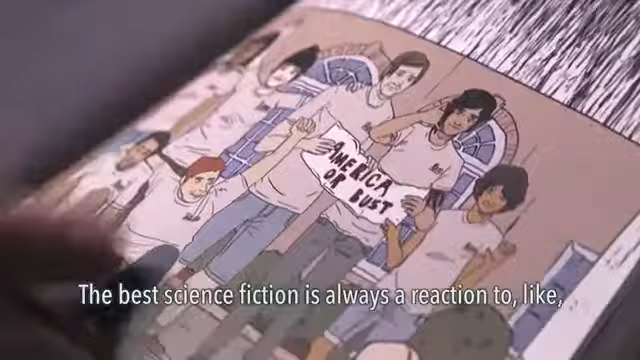 AMERICA
OR BUST
The best science fiction is always a reaction to, like,